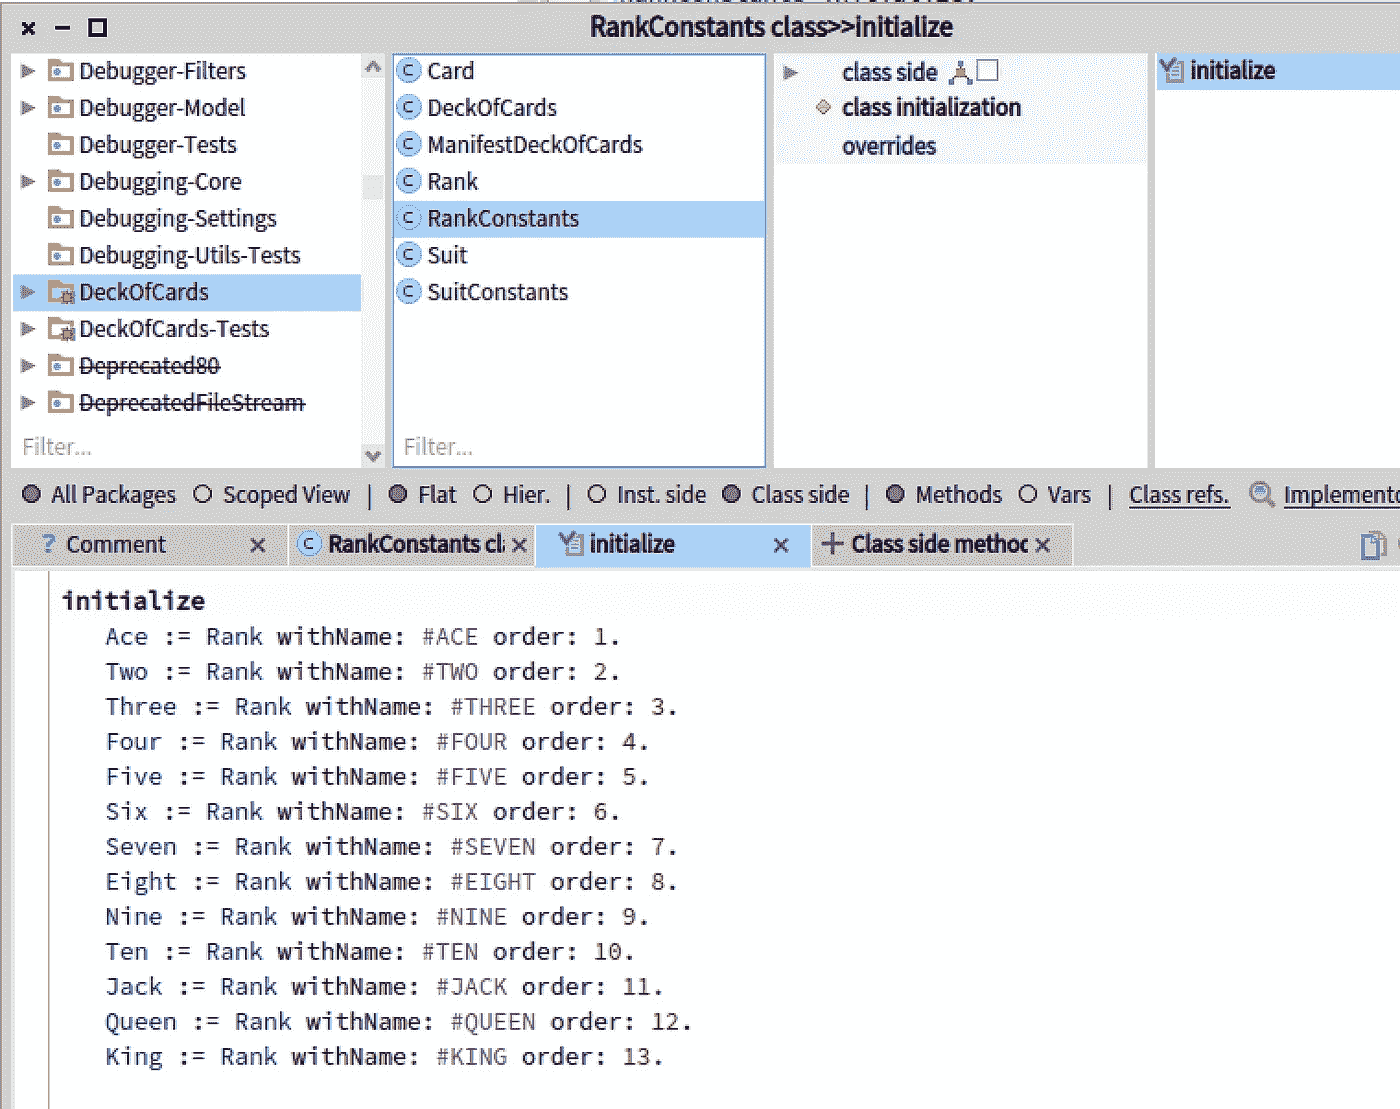 RankConstants class>>initialize
Debugger-Filters
Debugger-Model
Debugger-Tests
Debugging-Core
Debugging-Settings
Debugging-Utils-Tests
DeckOfCards
DeckOfCards-Tests
Deprecated80
DeprecatedFileStream
Filter...
Card
DeckOfCards
ManifestDeckOfCards
Rank
RankConstants
Suit
SuitConstants
Filter...
class side
class initialization
overrides
initialize
All Packages Scoped View | Flat Hier. | Inst. side Class side | Methods Vars | Class refs. Implemento
? Comment RankConstants cl initialize Class side method
initialize
Ace := Rank withName: #ACE order: 1.
Two := Rank withName: #TWO order: 2.
Three := Rank withName: #THREE order: 3.
Four := Rank withName: #FOUR order: 4.
Five := Rank withName: #FIVE order: 5.
Six := Rank withName: #SIX order: 6.
Seven := Rank withName: #SEVEN order: 7.
Eight := Rank withName: #EIGHT order: 8.
Nine := Rank withName: #NINE order: 9.
Ten := Rank withName: #TEN order: 10.
Jack := Rank withName: #JACK order: 11.
Queen := Rank withName: #QUEEN order: 12.
King := Rank withName: #KING order: 13.